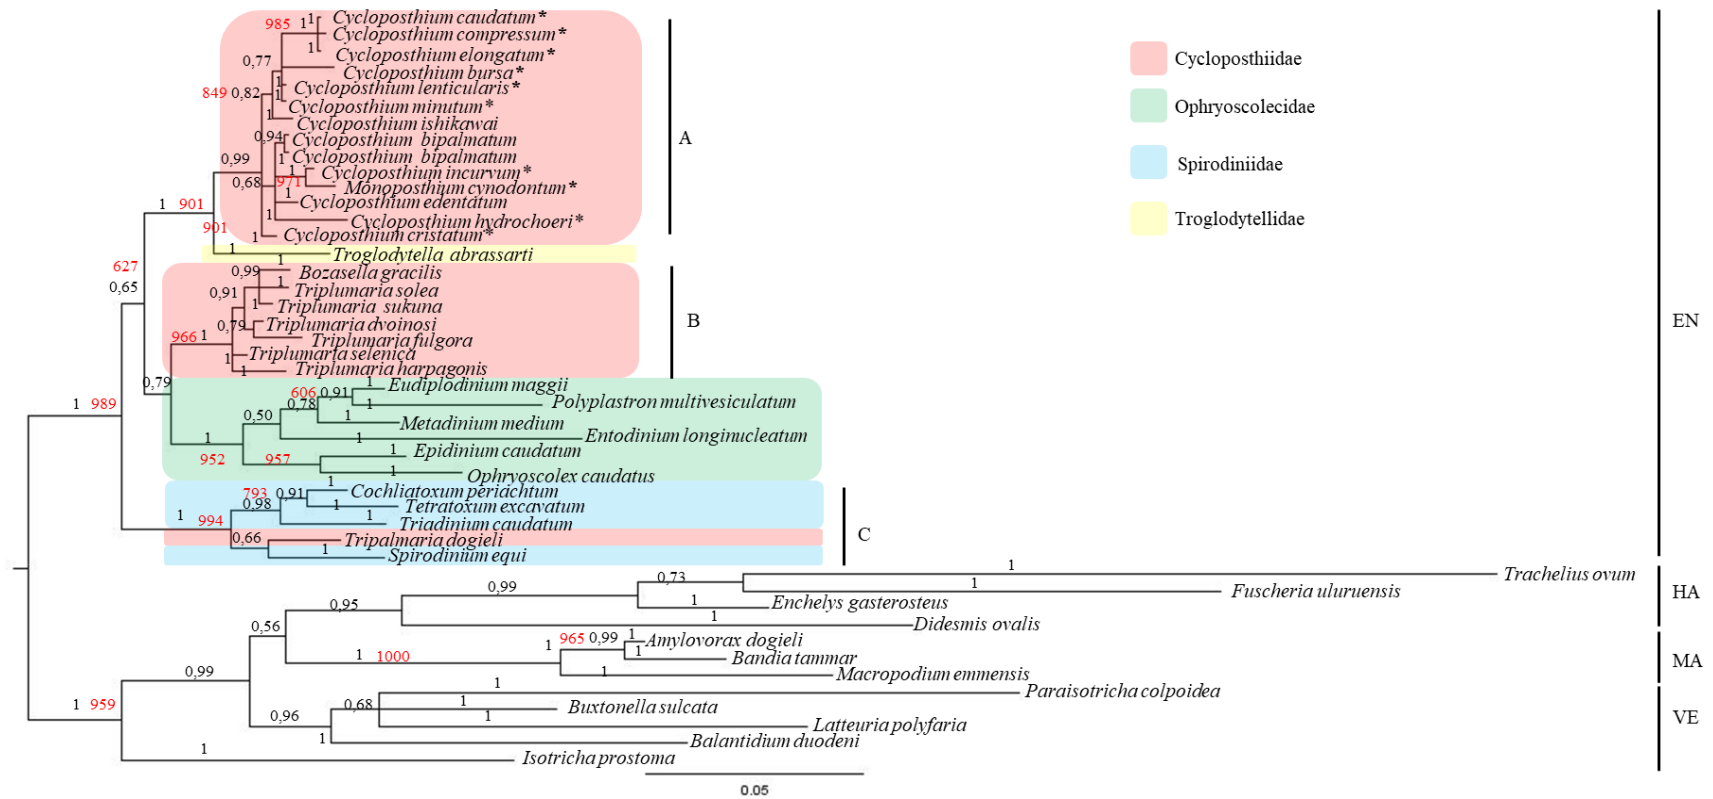 985
1
1
Cycloposthium caudatum*
Cycloposthium compressum*
1
Cycloposthium elongatum*
0,77
Cycloposthium bursa*
849
0,82
1
Cycloposthium lenticularis*
1
Cycloposthium minutum*
1
Cycloposthium ishikawai
0,94
Cycloposthium bipalmatum
1
Cycloposthium bipalmatum
0,99
1
Cycloposthium incurvum*
0,68
971
Monoposthium cynodontum*
1
Cycloposthium edentatum
1
Cycloposthium hydrochoeri*
1
901
901
1
Cycloposthium cristatum*
1
Troglodytella abrassarti
A
627
0,65
1
0,99
Bozasella gracilis
1
Triplumaria solea
0,91
1
Triplumaria sukuna
0,79
Triplumaria dvoinosi
966
1
Triplumaria fulgora
1
Triplumaria selenica
1
Triplumaria harpagonis
B
0,79
1
Eudiplodinium maggii
606
0,91
1
Polyplastron multivesiculatum
0,78
0,50
1
Metadinium medium
1
1
Entodinium longinucleatum
952
957
1
Epidinium caudatum
1
Ophryoscolex caudatus
1
989
1
Cochliatoxum periachtum
793
0,91
0,98
1
Tetratoxum excavatum
1
994
1
Triadinium caudatum
0,66
Tripalmaria dogieli
1
Spirodinium equi
C
Cycloposthiidae
Ophryoscolecidae
Spirodiniidae
Troglodytellidae
EN
1
Trachelius ovum
0,73
1
Fuscheria uluruensis
0,99
1
Enchelys gasterosteus
0,95
1
Didesmis ovalis
HA
0,56
965
0,99
1
Amylovorax dogieli
1
1
Bandia tammar
1
1000
1
Macropodium emmensis
MA
0,99
1
959
1
Paraisotricha colpoidea
0,68
1
Buxtonella sulcata
0,96
1
Latteuria polyfaria
1
Balantidium duodeni
1
Isotricha prostoma
VE
0.05